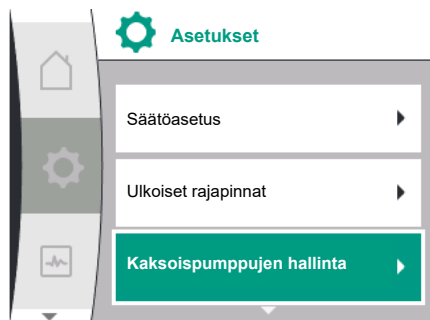 Asetukset
Säätöasetus
Ulkoiset rajapinnat
Kaksoispumppujen hallinta